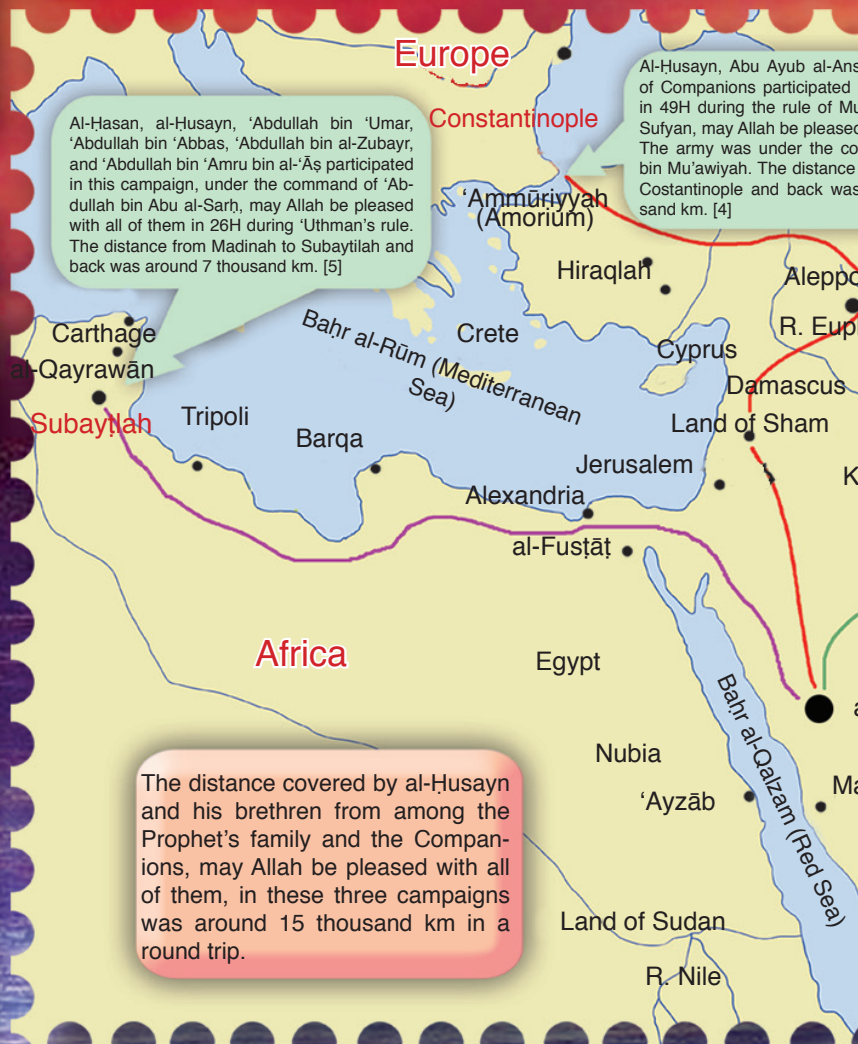 Europe
Constantinople
Al-Ḥasan, al-Ḥusayn, ‘Abdullah bin ‘Umar,
‘Abdullah bin ‘Abbas, ‘Abdullah bin al-Zubayr,
and ‘Abdullah bin ‘Amru bin al-‘Āṣ participated
in this campaign, under the command of ‘Ab-
dullah bin Abu al-Sarḥ, may Allah be pleased
with all of them in 26H during ‘Uthman’s rule.
The distance from Madinah to Subaytilah and
back was around 7 thousand km. [5]
Al-Ḥusayn, Abu Ayub al-Ans
of Companions participated
in 49H during the rule of Mu
Sufyan, may Allah be pleased
The army was under the co
bin Mu’awiyah. The distance
Costantinople and back was
sand km. [4]
‘Ammūriyyah
(Amorium)
Hiraqlah
Aleppo
R. Eup
Carthage
al-Qayrawān
Subayṭlah
Tripoli
Barqa
Baḥr al-Rūm (Mediterranean
Sea)
Crete
Cyprus
Damascus
Land of Sham
Jerusalem
K
Alexandria
al-Fusṭāṭ
Africa
Egypt
a
Baḥr al-Qalzam (Red Sea)
Nubia
‘Ayzāb
Ma
The distance covered by al-Ḥusayn
and his brethren from among the
Prophet’s family and the Compan-
ions, may Allah be pleased with all
of them, in these three campaigns
was around 15 thousand km in a
round trip.
Land of Sudan
R. Nile